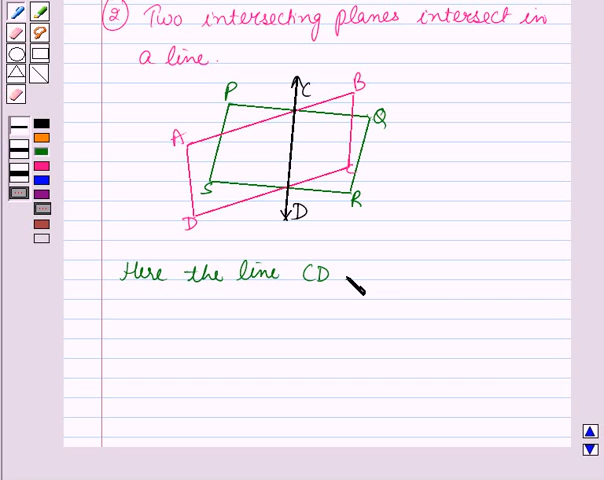 ② Two intersecting planes intersect in
a line.
C
B
P
Q
A
C
S
R
D
D
Here the line CD